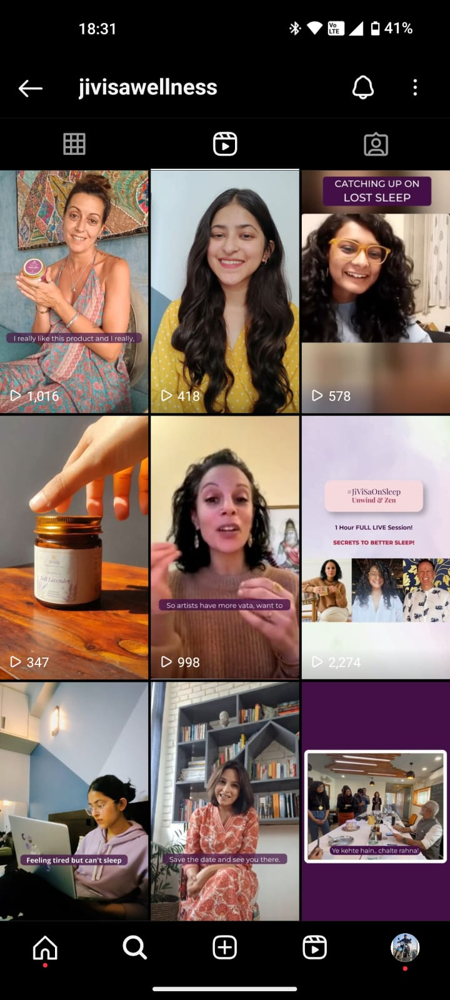 18:31
Vo
LTE
41%
jivisawellness
CATCHING UP ON
LOST SLEEP
I really like this product and I really,
1,016
418
578
jivisa
Soft Lavender
So artists have more vata, want to
#JiViSaOnSleep
Unwind & Zen
1 Hour FULL LIVE Session!
SECRETS TO BETTER SLEEP!
347
998
2,274
Feeling tired but can't sleep
Save the date and see you there.
Ye kehte hain.. chalte rahna!